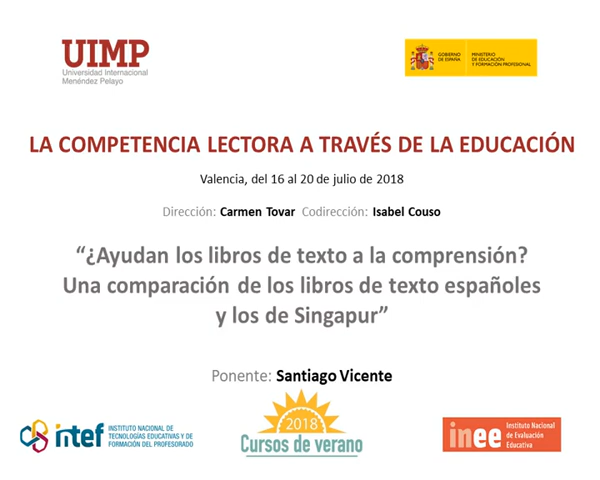 UIMP
Universidad Internacional
Menéndez Pelayo
GOBIERNO
DE ESPAÑA
MINISTERIO
DE EDUCACIÓN
Y FORMACIÓN PROFESIONAL
LA COMPETENCIA LECTORA A TRAVÉS DE LA EDUCACIÓN
Valencia, del 16 al 20 de julio de 2018
Dirección: Carmen Tovar Codirección: Isabel Couso
“¿Ayudan los libros de texto a la comprensión?
Una comparación de los libros de texto españoles
y los de Singapur”
Ponente: Santiago Vicente
intef
INSTITUTO NACIONAL DE
TECNOLOGÍAS EDUCATIVAS Y DE
FORMACIÓN DEL PROFESORADO
2018
Cursos de verano
inee
Instituto Nacional
de Evaluación
Educativa